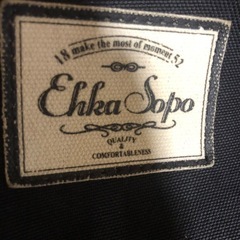 18 make the most of moment 52
Ehka Sopo
QUALITY
&
COMFORTABLENESS